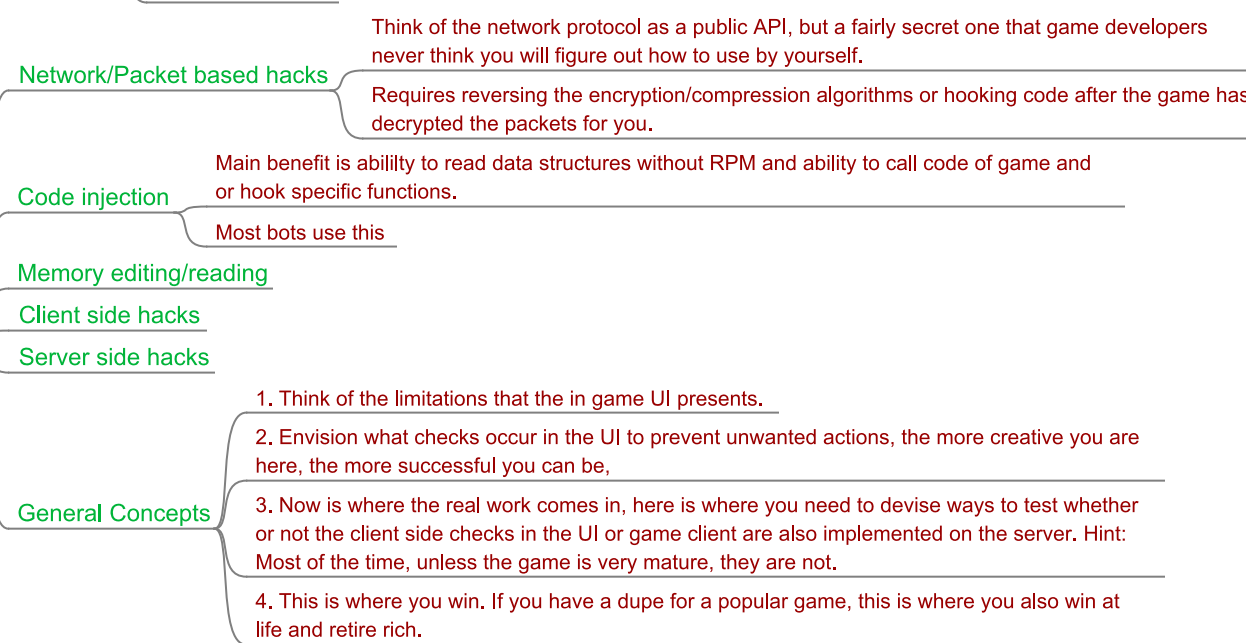 Think of the network protocol as a public API, but a fairly secret one that game developers
never think you will figure out how to use by yourself.
Network/Packet based hacks
Requires reversing the encryption/compression algorithms or hooking code after the game has
decrypted the packets for you.
Main benefit is abililty to read data structures without RPM and ability to call code of game and
or hook specific functions.
Code injection
Most bots use this
Memory editing/reading
Client side hacks
Server side hacks
1. Think of the limitations that the in game UI presents.
2. Envision what checks occur in the UI to prevent unwanted actions, the more creative you are
here, the more successful you can be,
General Concepts
3. Now is where the real work comes in, here is where you need to devise ways to test whether
or not the client side checks in the UI or game client are also implemented on the server. Hint:
Most of the time, unless the game is very mature, they are not.
4. This is where you win. If you have a dupe for a popular game, this is where you also win at
life and retire rich.